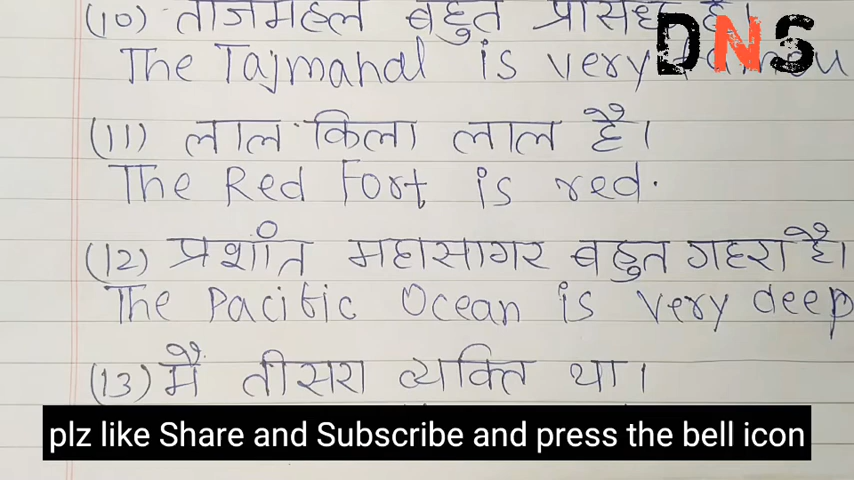 (10) ताजमहल बहुत प्रसिद्ध है।
DNS
The Tajmahal is very famou
(11) लाल किला लाल है।
The Red Fort is red.
(12) प्रशांत महासागर बहुत गहरा है।
The Pacific Ocean is very deep
(13) मैं तीसरा व्यक्ति था।
plz like Share and Subscribe and press the bell icon